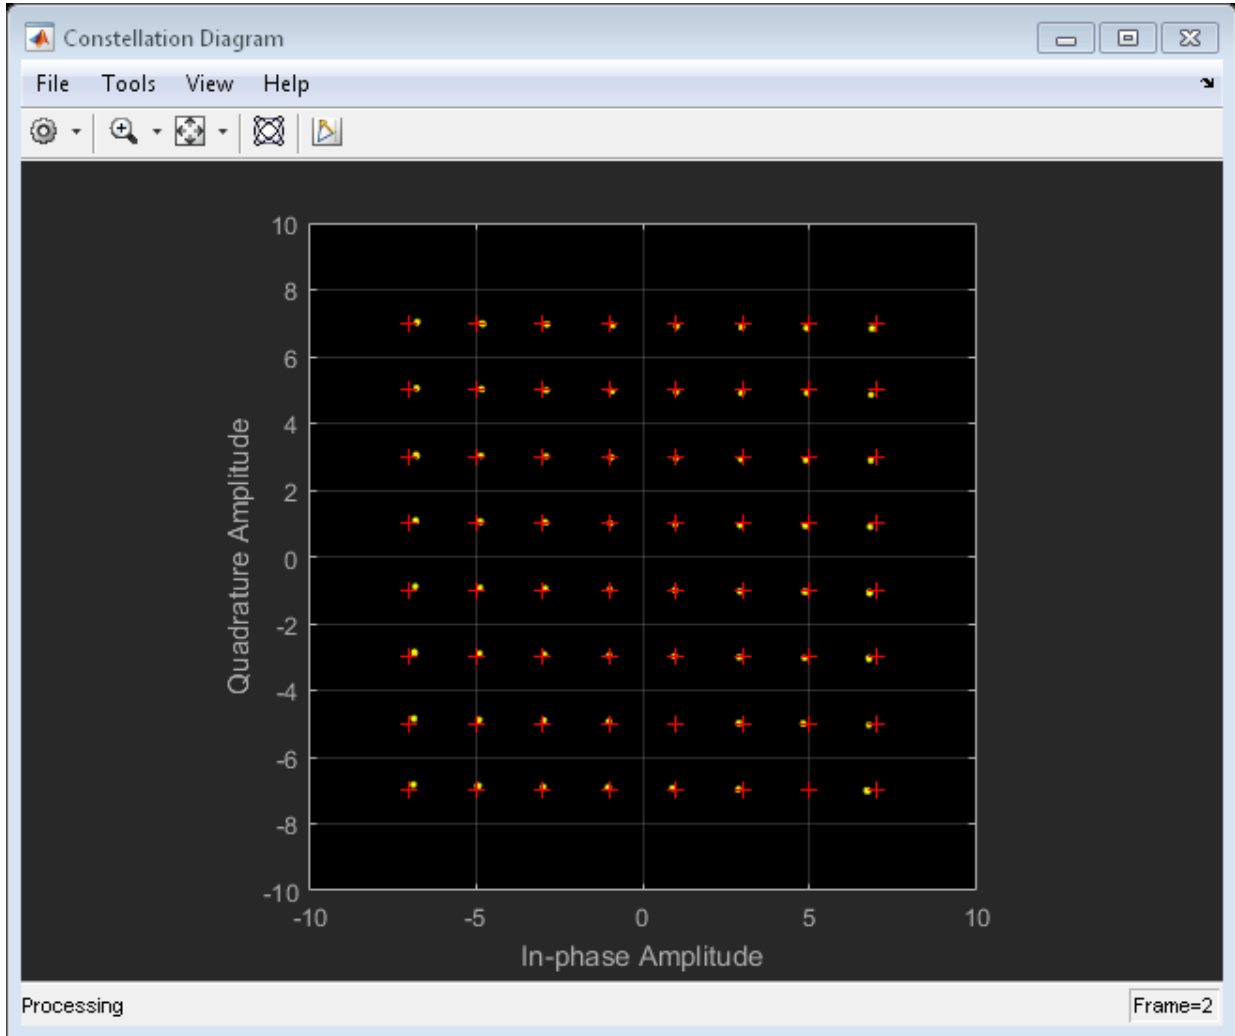 Constellation Diagram
File Tools View Help
10
8
6
4
2
0
-2
-4
-6
-8
-10
Quadrature Amplitude
-10 -5 0 5 10
In-phase Amplitude
Processing Frame=2